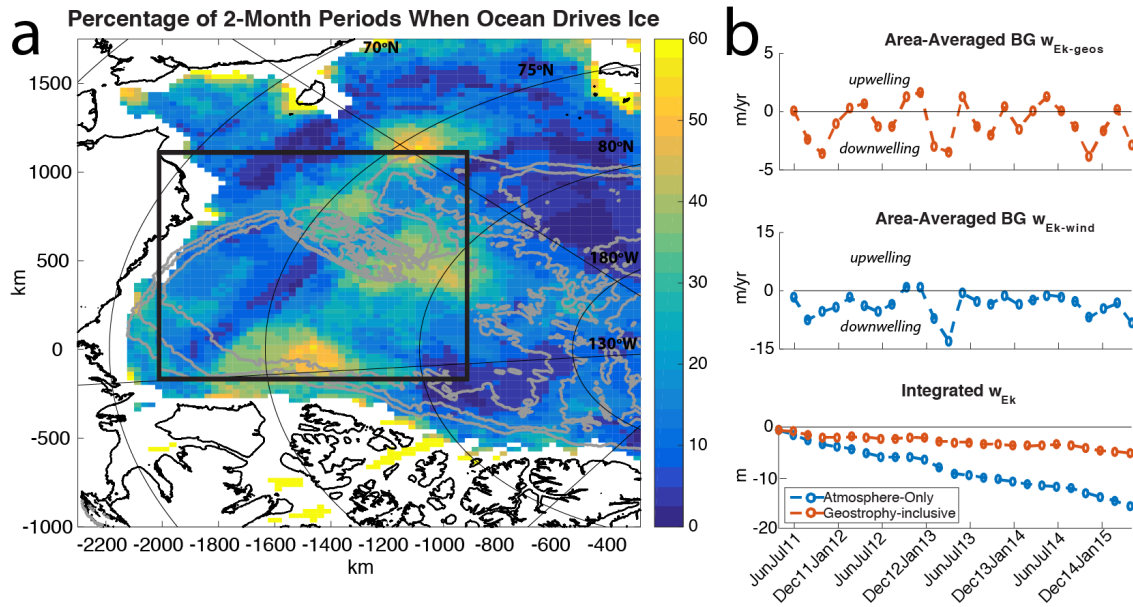 a
Percentage of 2-Month Periods When Ocean Drives Ice
1500
1000
500
0
-500
-1000
km
-2200 -2000 -1800 -1600 -1400 -1200 -1000 -800 -600 -400
km
70°N
75°N
80°N
180°W
130°W
60
50
40
30
20
10
0
b
Area-Averaged BG w Ek-geos
5
0
-5
m/yr
upwelling
downwelling
Area-Averaged BG w Ek-wind
15
0
-15
m/yr
upwelling
downwelling
Integrated w Ek
0
-10
-20
m
Atmosphere-Only
Geostrophy-inclusive
JunJul11
Dec11Jan12
JunJul12
Dec12Jan13
JunJul13
Dec13Jan14
JunJul14
Dec14Jan15